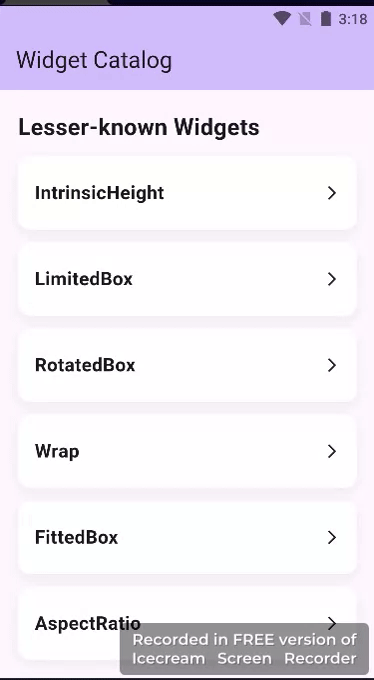 3:18
Widget Catalog
Lesser-known Widgets
IntrinsicHeight
LimitedBox
RotatedBox
Wrap
FittedBox
AspectRatio
Recorded in FREE version of
Icecream Screen Recorder